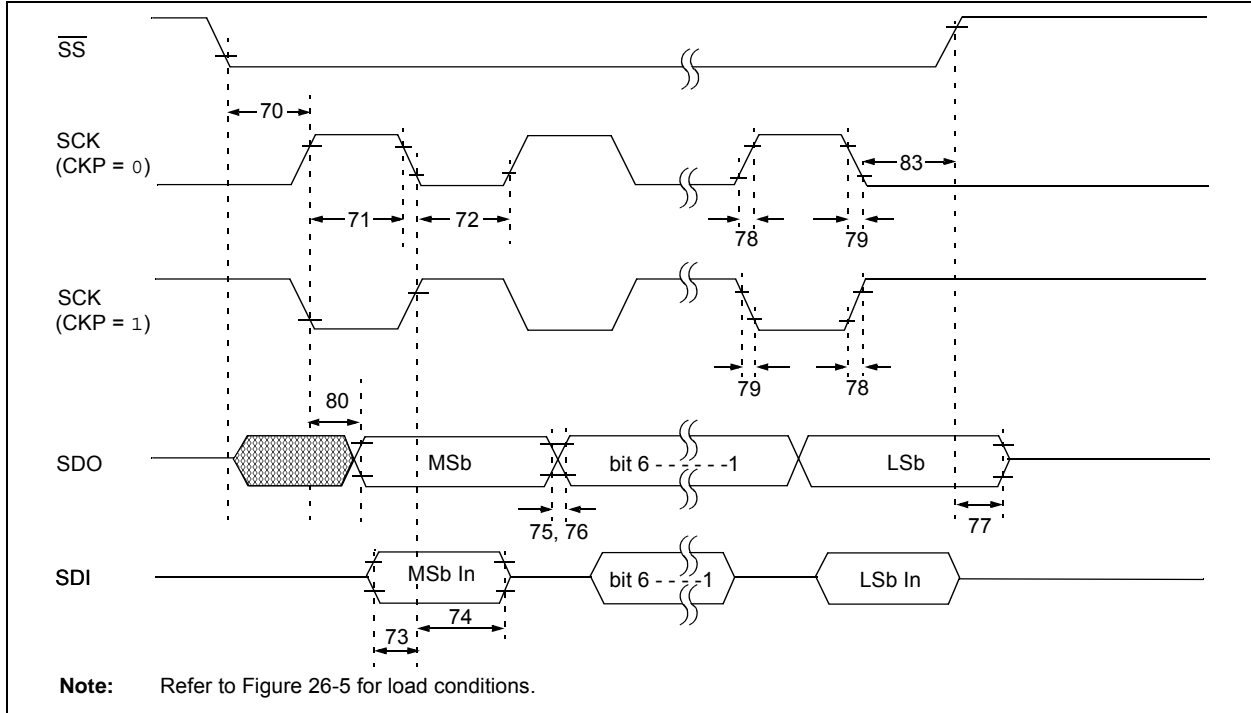 SS
70
SCK
(CKP = 0)
83
71
72
78
79
SCK
(CKP = 1)
79
78
80
SDO
MSb
bit 6 - - - - - -1
LSb
75, 76
77
SDI
MSb In
bit 6 - - - -1
LSb In
74
73
Note: Refer to Figure 26-5 for load conditions.